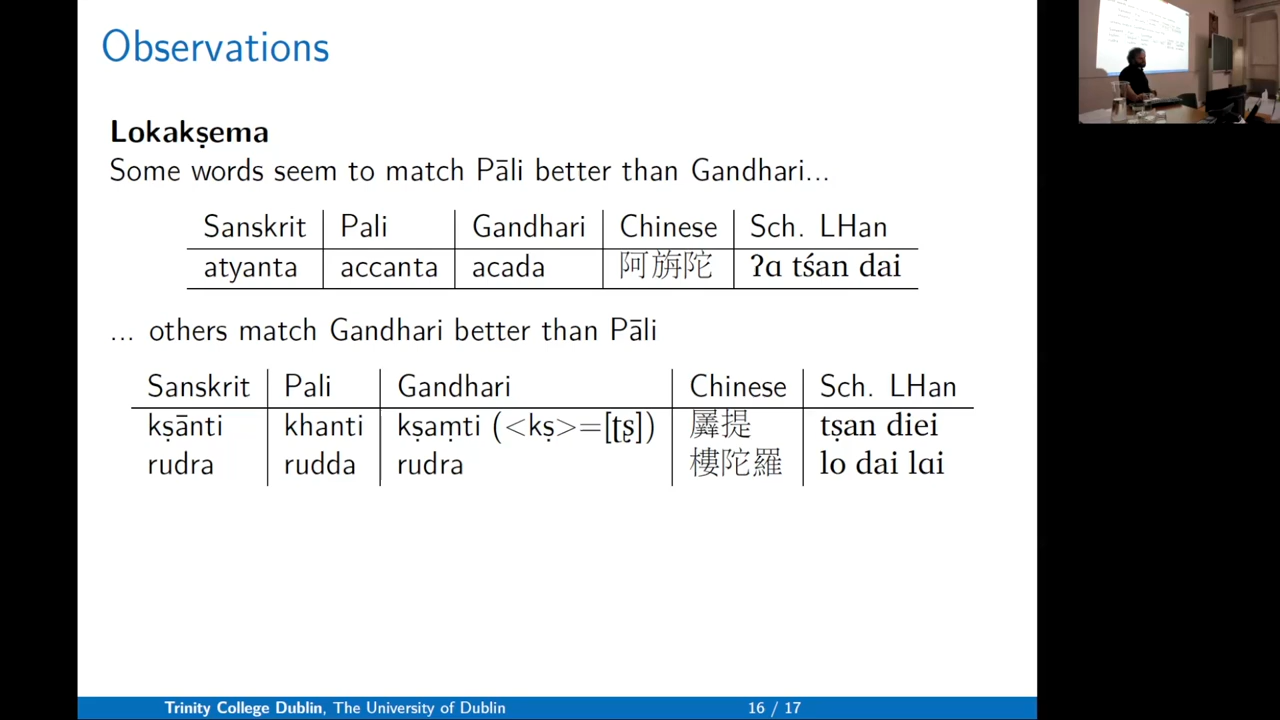 Observations
Lokakṣema
Some words seem to match Pāli better than Gandhari...
Sanskrit Pali Gandhari Chinese Sch. LHan
atyanta accanta acada 阿旃陀 ʔɑ tśan dai
... others match Gandhari better than Pāli
Sanskrit Pali Gandhari Chinese Sch. LHan
kṣānti khanti kṣaṃti (<kṣ>=[ʈʂ]) 羼提 tṣan diei
rudra rudda rudra 樓陀羅 lo dai lɑi
Trinity College Dublin, The University of Dublin 16 / 17